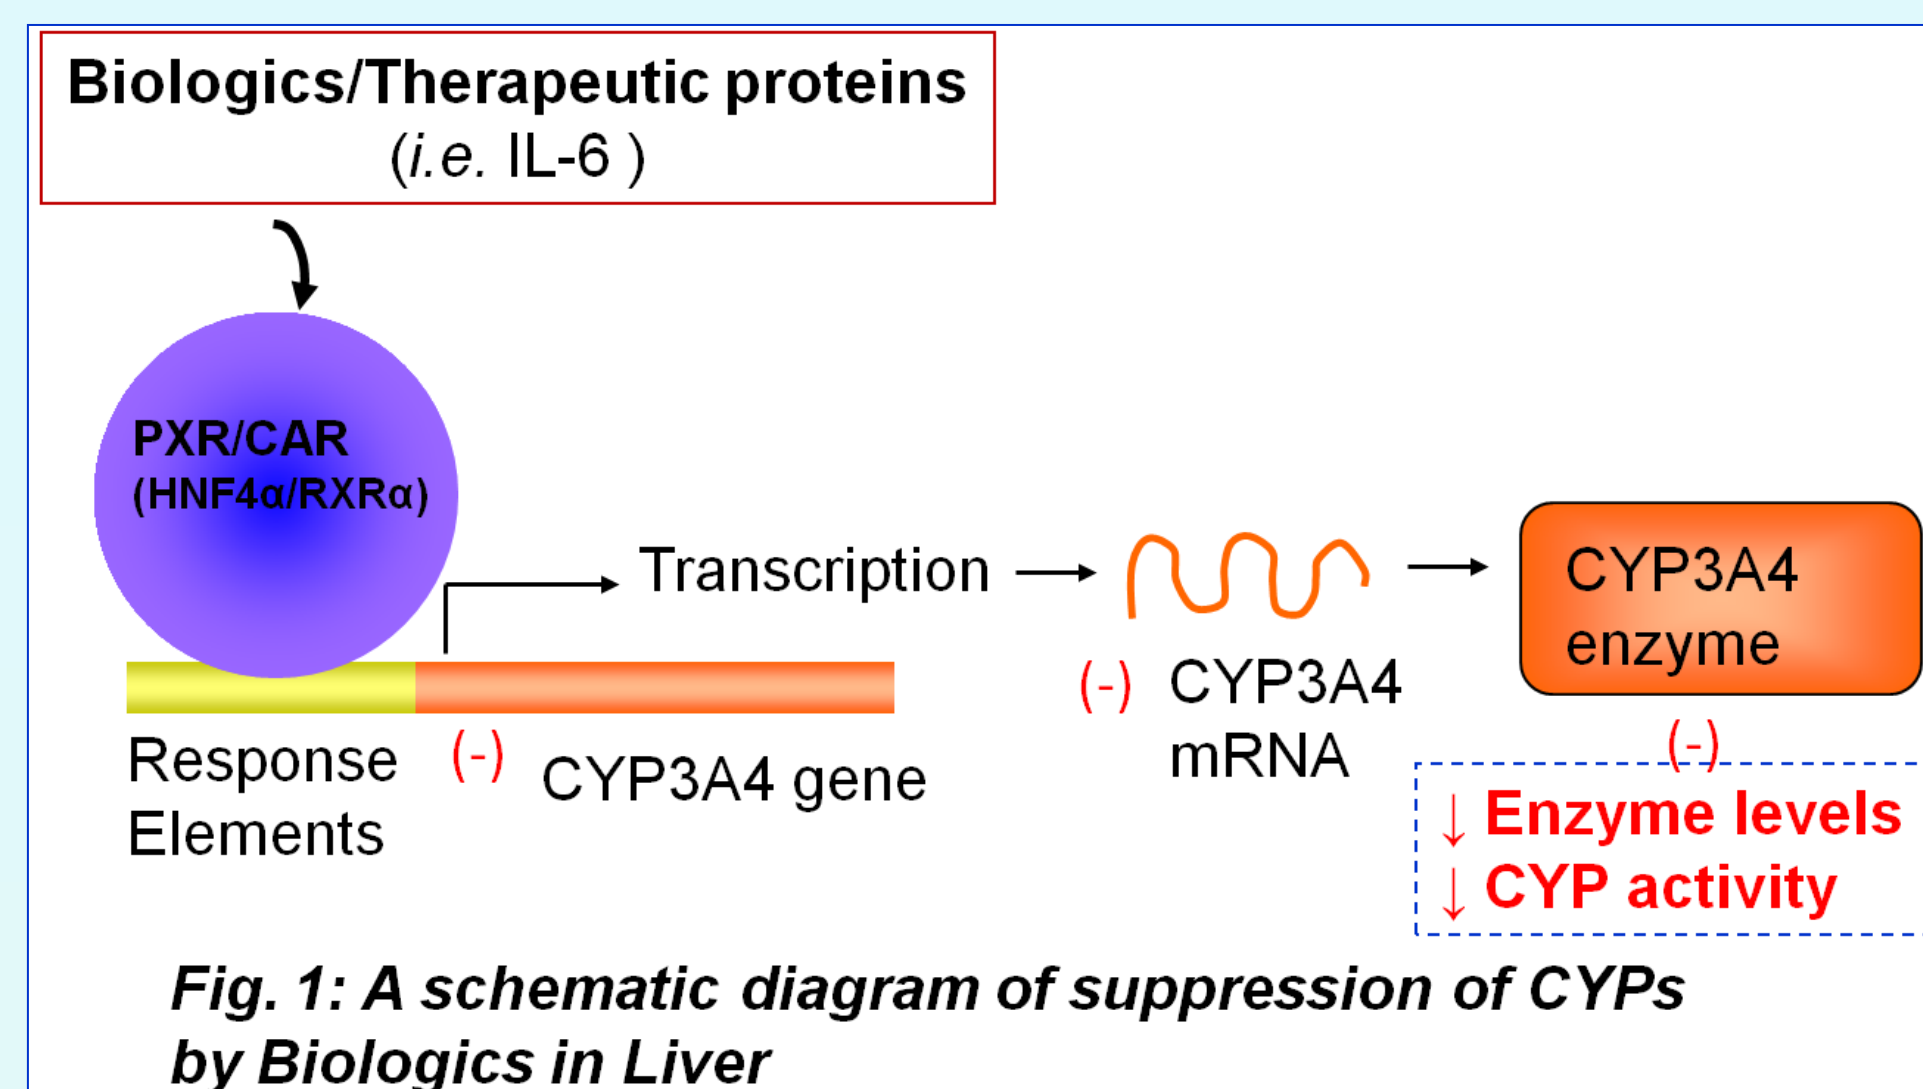 Biologics/Therapeutic proteins
(i.e. IL-6 )
PXR/CAR
(HNF4α/RXRα)
Transcription
CYP3A4
enzyme
(-) CYP3A4
mRNA
Response
Elements
(-) CYP3A4 gene
(-)
↓ Enzyme levels
↓ CYP activity
Fig. 1: A schematic diagram of suppression of CYPs
by Biologics in Liver